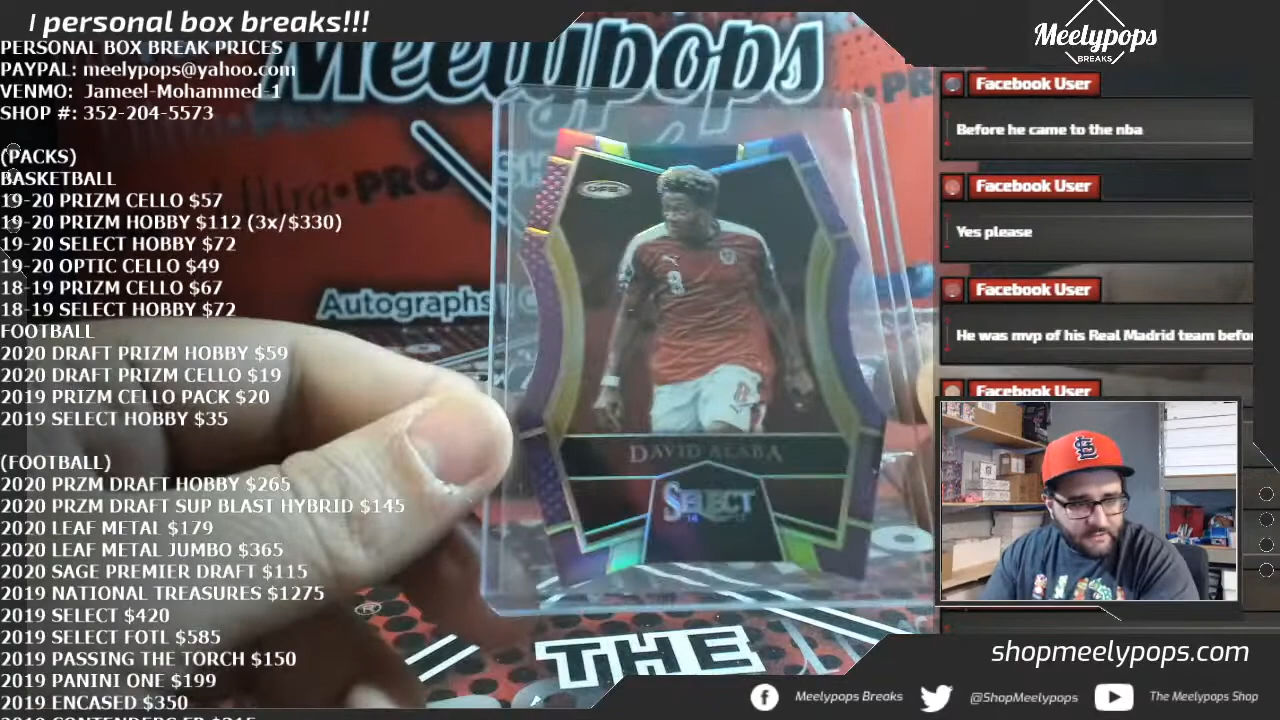 I personal box breaks!!!
PERSONAL BOX BREAK PRICES
PAYPAL: meelypops@yahoo.com
VENMO: Jameel-Mohammed-1
SHOP #: 352-204-5573
(PACKS)
BASKETBALL
19-20 PRIZM CELLO $57
19-20 PRIZM HOBBY $112 (3x/$330)
19-20 SELECT HOBBY $72
19-20 OPTIC CELLO $49
18-19 PRIZM CELLO $67
18-19 SELECT HOBBY $72
FOOTBALL
2020 DRAFT PRIZM HOBBY $59
2020 DRAFT PRIZM CELLO $19
2019 PRIZM CELLO PACK $20
2019 SELECT HOBBY $35
(FOOTBALL)
2020 PRZM DRAFT HOBBY $265
2020 PRZM DRAFT SUP BLAST HYBRID $145
2020 LEAF METAL $179
2020 LEAF METAL JUMBO $365
2020 SAGE PREMIER DRAFT $115
2019 NATIONAL TREASURES $1275
2019 SELECT $420
2019 SELECT FOTL $585
2019 PASSING THE TORCH $150
2019 PANINI ONE $199
2019 ENCASED $350
Meelypops
Ultra·PRO
Autographs
ÖFB
8
DAVID ALABA
SELECT
THE
Meelypops
BREAKS
Facebook User
Before he came to the nba
Facebook User
Yes please
Facebook User
He was mvp of his Real Madrid team befo
Facebook User
shopmeelypops.com
Meelypops Breaks
@ShopMeelypops
The Meelypops Shop